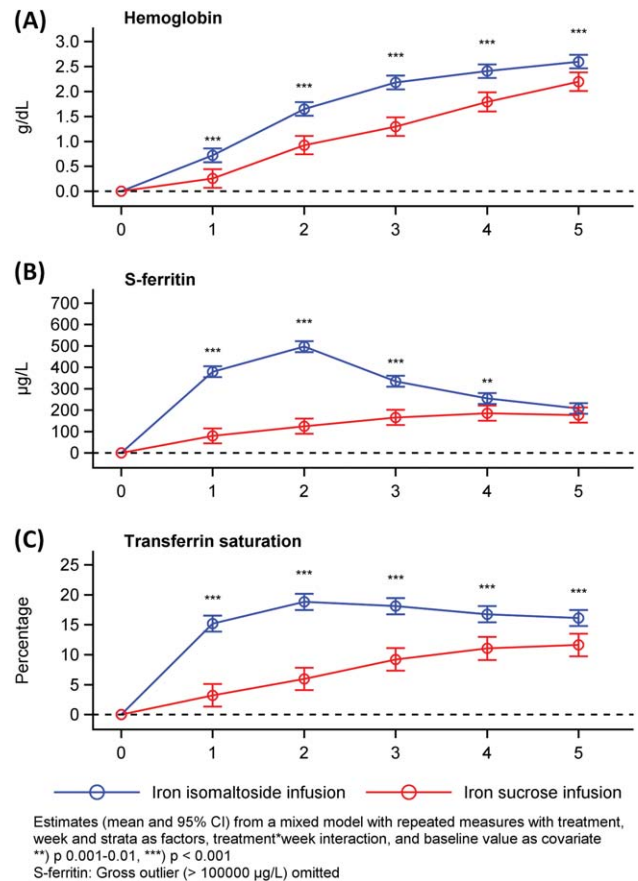 (A) Hemoglobin
3.0
2.5
2.0
1.5
1.0
0.5
0.0
g/dL
*** *** *** *** ***
0 1 2 3 4 5
(B) S-ferritin
700
600
500
400
300
200
100
0
µg/L
*** *** *** **
0 1 2 3 4 5
(C) Transferrin saturation
25
20
15
10
5
0
Percentage
*** *** *** *** ***
0 1 2 3 4 5
Iron isomaltoside infusion Iron sucrose infusion
Estimates (mean and 95% CI) from a mixed model with repeated measures with treatment,
week and strata as factors, treatment*week interaction, and baseline value as covariate
**) p 0.001-0.01, ***) p < 0.001
S-ferritin: Gross outlier (> 100000 µg/L) omitted